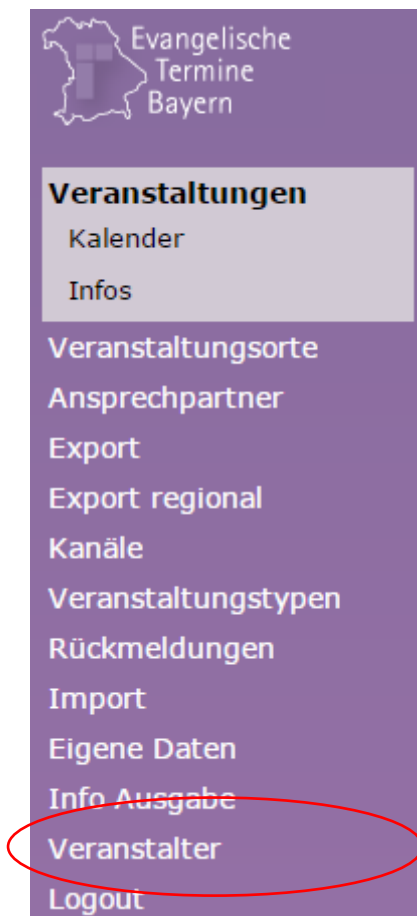 Evangelische
Termine
Bayern
Veranstaltungen
Kalender
Infos
Veranstaltungsorte
Ansprechpartner
Export
Export regional
Kanäle
Veranstaltungstypen
Rückmeldungen
Import
Eigene Daten
Info Ausgabe
Veranstalter
Logout